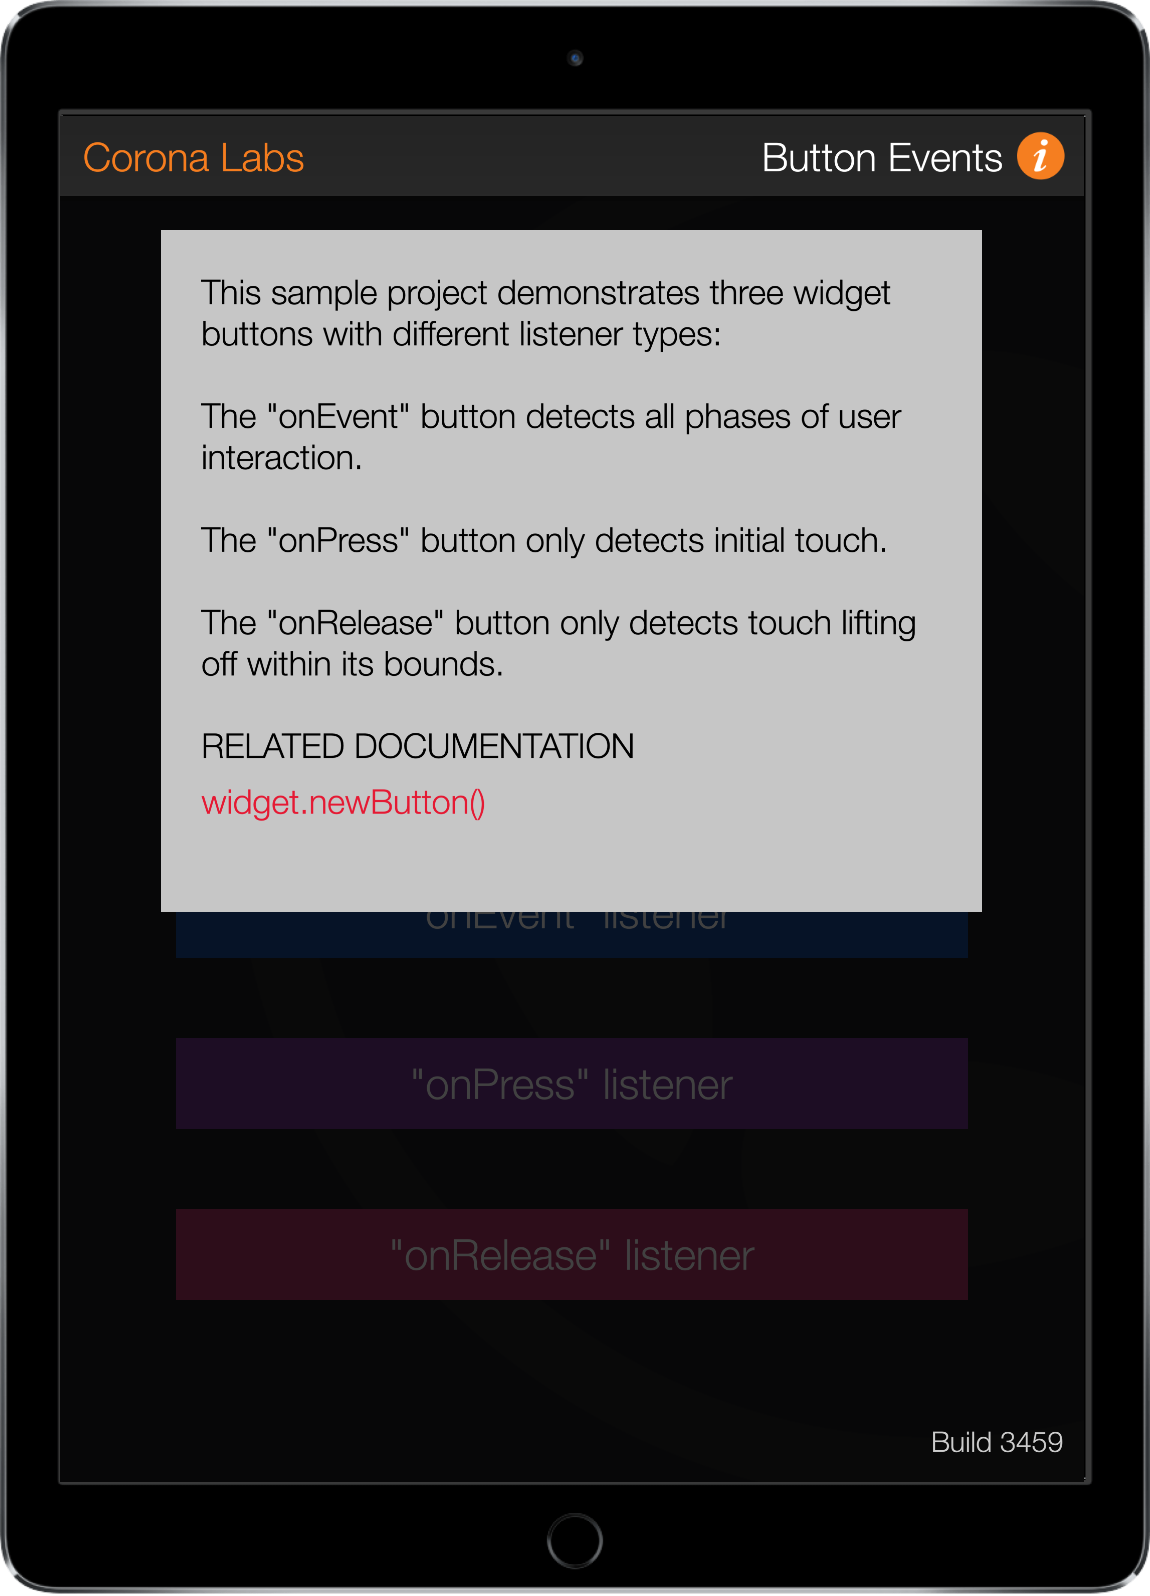 Corona Labs
Button Events i
This sample project demonstrates three widget
buttons with different listener types:
The "onEvent" button detects all phases of user
interaction.
The "onPress" button only detects initial touch.
The "onRelease" button only detects touch lifting
off within its bounds.
RELATED DOCUMENTATION
widget.newButton()
"onEvent" listener
"onPress" listener
"onRelease" listener
Build 3459